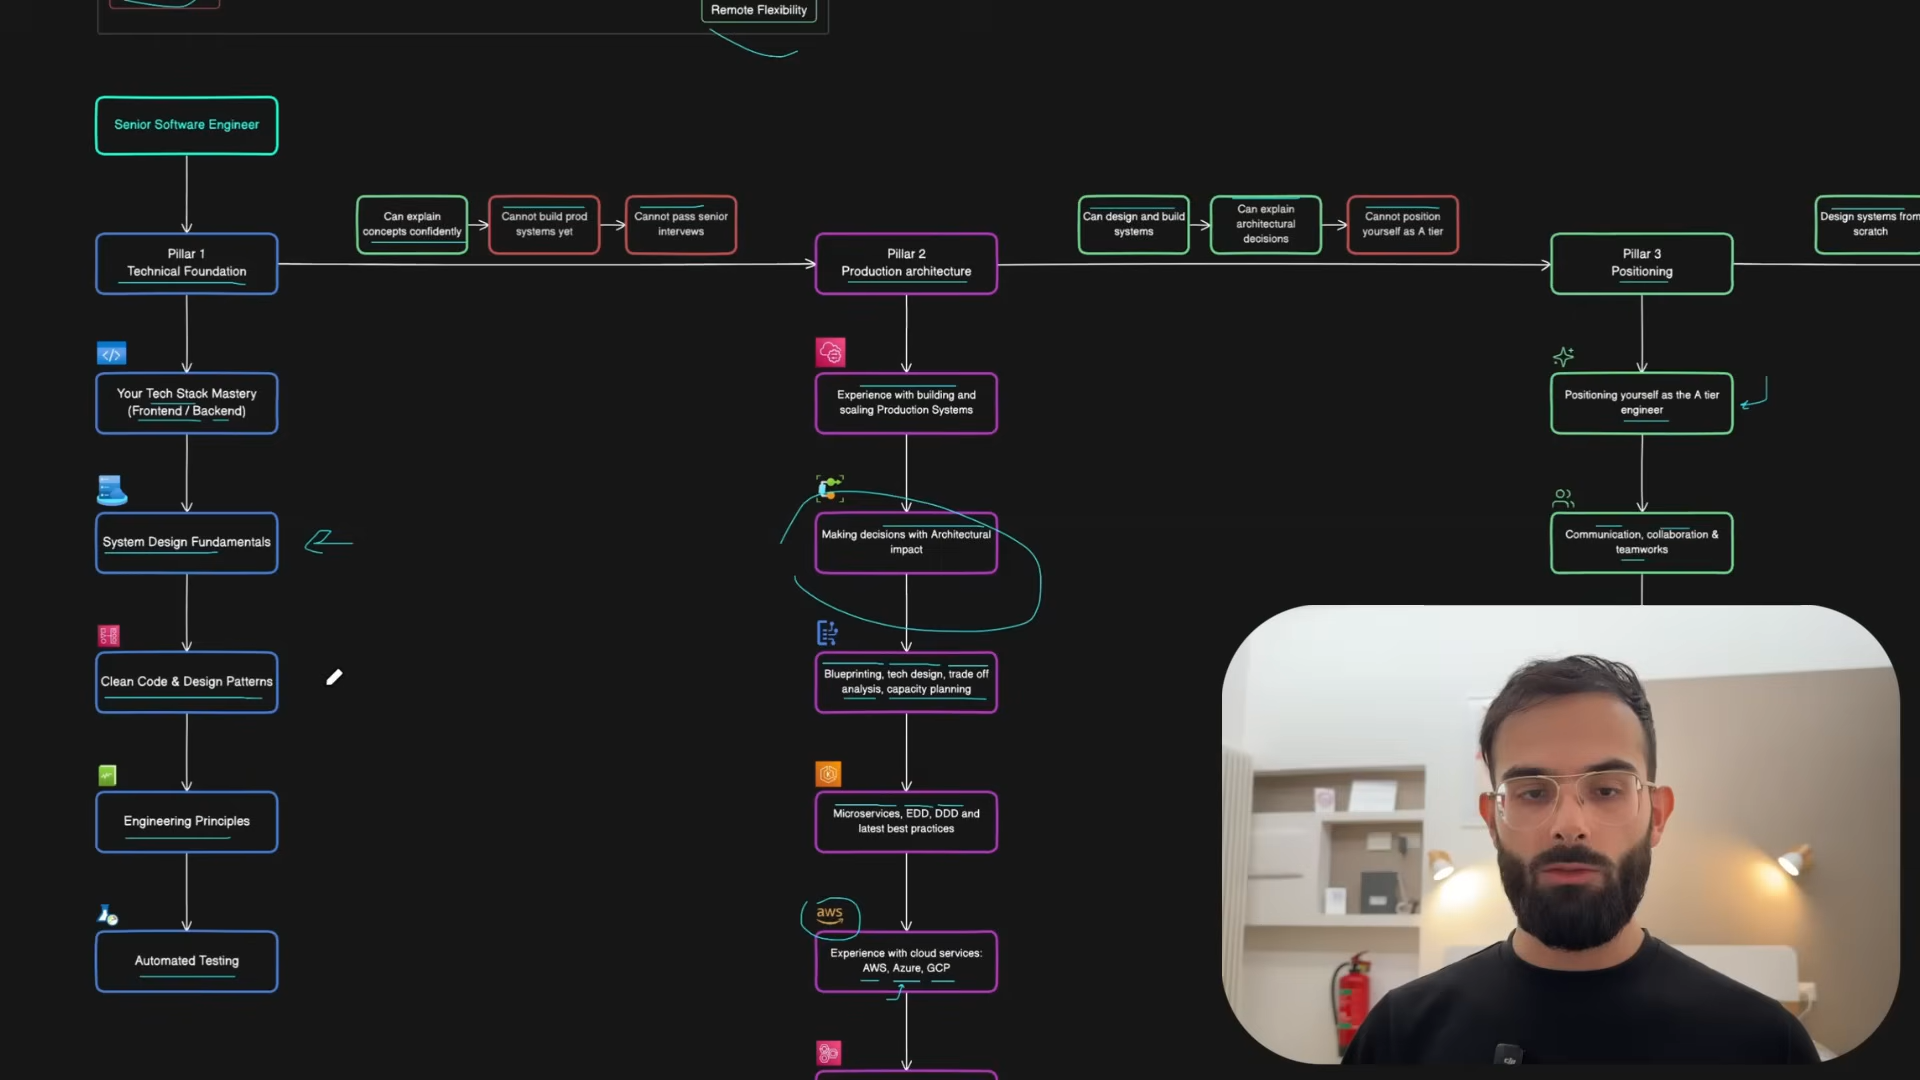 Remote Flexibility
Senior Software Engineer
Can explain
concepts confidently
Cannot build prod
systems yet
Cannot pass senior
intervews
Can design and build
systems
Can explain
architectural
decisions
Cannot position
yourself as A tier
Design systems from
scratch
Pillar 1
Technical Foundation
Pillar 2
Production architecture
Pillar 3
Positioning
Your Tech Stack Mastery
(Frontend / Backend)
Experience with building and
scaling Production Systems
Positioning yourself as the A tier
engineer
System Design Fundamentals
Making decisions with Architectural
impact
Communication, collaboration &
teamworks
Clean Code & Design Patterns
Blueprinting, tech design, trade off
analysis, capacity planning
Engineering Principles
Microservices, EDD, DDD and
latest best practices
aws
Automated Testing
Experience with cloud services:
AWS, Azure, GCP